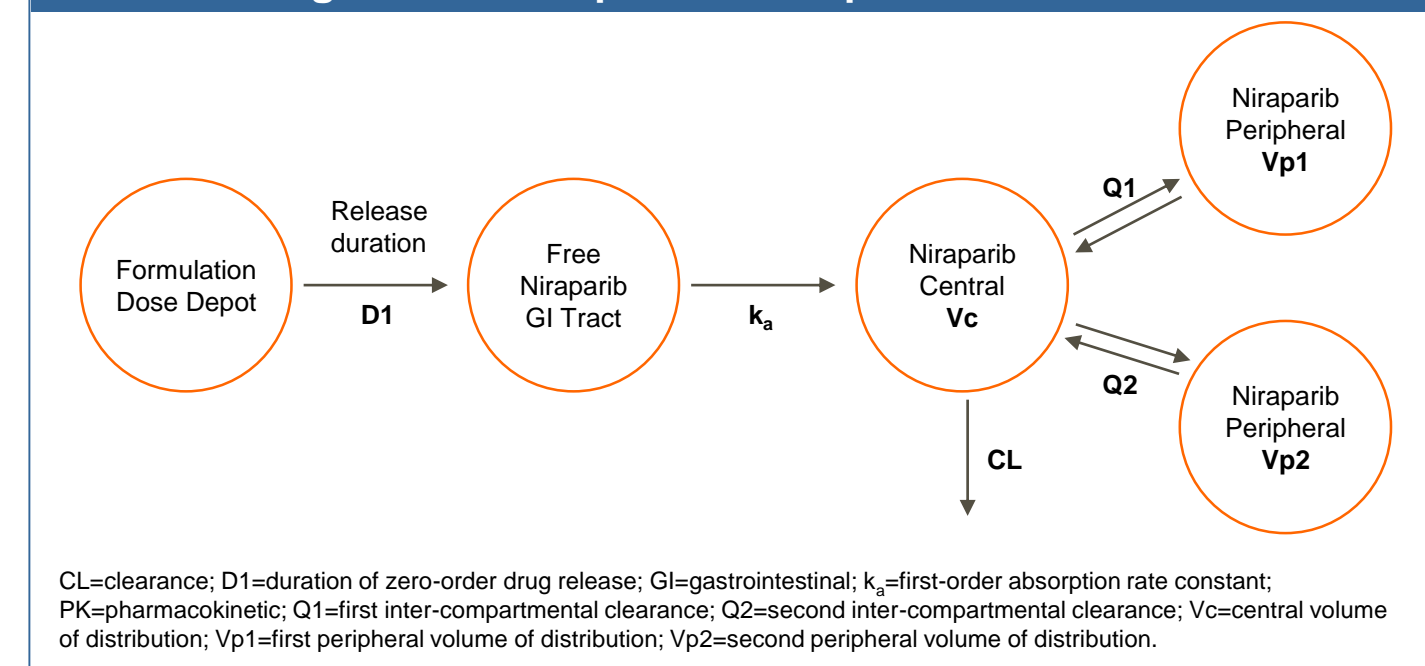 Formulation
Dose Depot
Release
duration
D1
Free
Niraparib
GI Tract
ka
Niraparib
Central
Vc
Q1
Niraparib
Peripheral
Vp1
Q2
Niraparib
Peripheral
Vp2
CL
CL=clearance; D1=duration of zero-order drug release; GI=gastrointestinal; ka=first-order absorption rate constant;
PK=pharmacokinetic; Q1=first inter-compartmental clearance; Q2=second inter-compartmental clearance; Vc=central volume
of distribution; Vp1=first peripheral volume of distribution; Vp2=second peripheral volume of distribution.